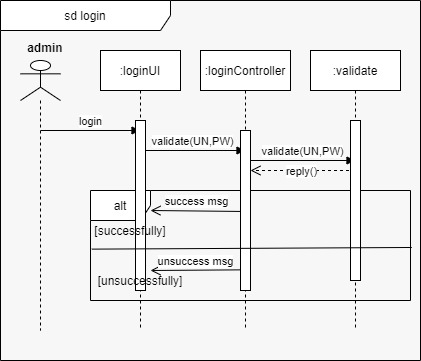 sd login
admin
:loginUI
:loginController
:validate
login
validate(UN,PW)
validate(UN,PW)
reply()
alt
success msg
[successfully]
unsuccess msg
[unsuccessfully]